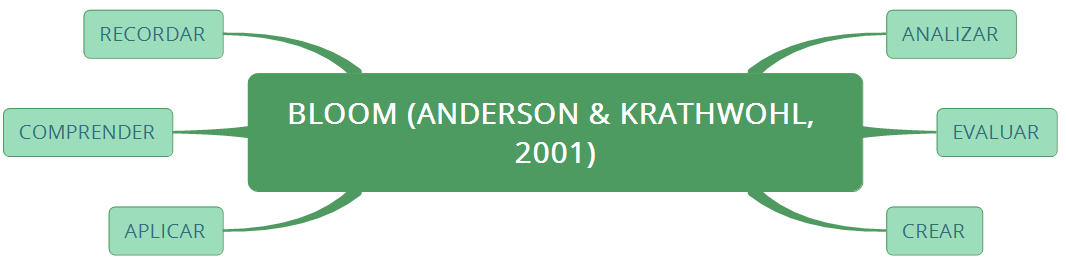 RECORDAR
COMPRENDER
APLICAR
BLOOM (ANDERSON & KRATHWOHL,
2001)
ANALIZAR
EVALUAR
CREAR